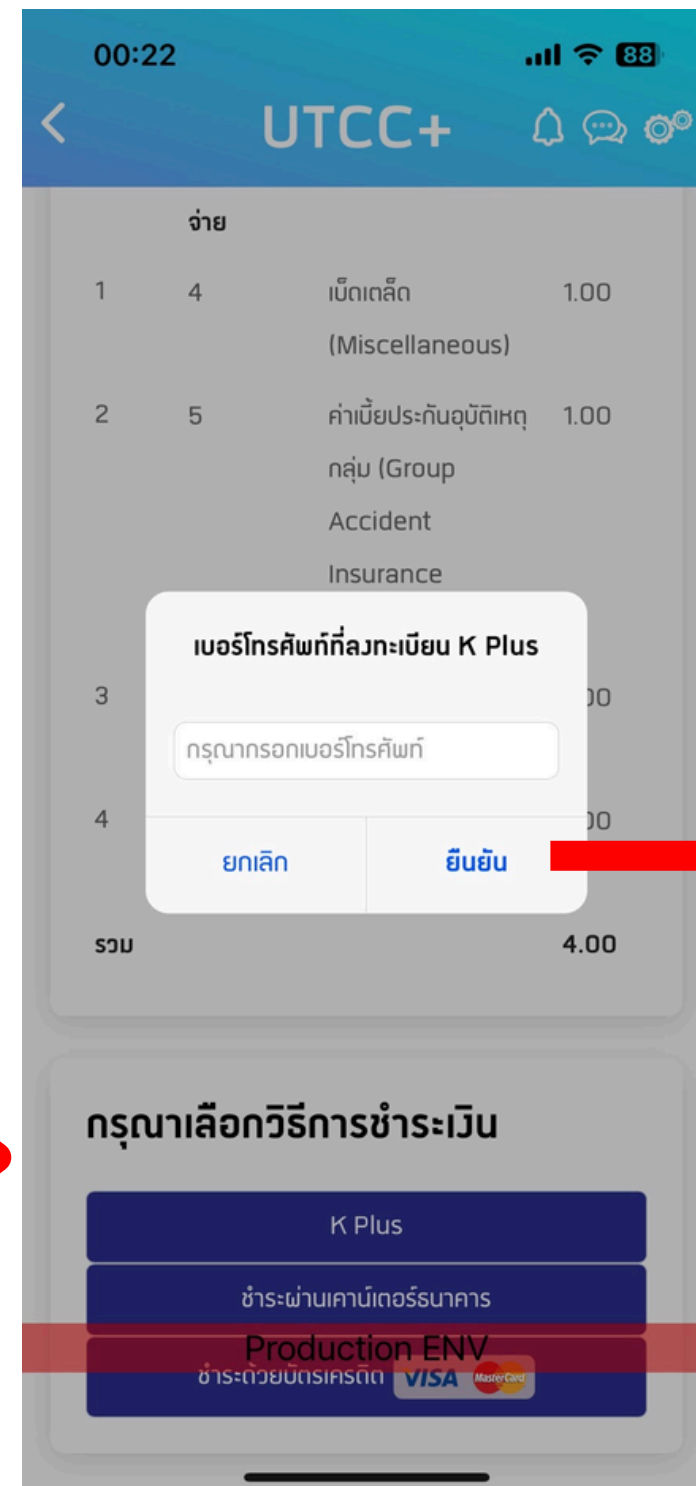 00:22 88
UTCC+
จ่าย
1 4 เบ็ดเตล็ด 1.00
(Miscellaneous)
2 5 ค่าเบี้ยประกันอุบัติเหตุ 1.00
กลุ่ม (Group
Accident
Insurance
เบอร์โทรศัพท์ที่ลงทะเบียน K Plus
3 00
กรุณากรอกเบอร์โทรศัพท์
4 00
ยกเลิก ยืนยัน
รวม 4.00
กรุณาเลือกวิธีการชำระเงิน
K Plus
ชำระผ่านเคาน์เตอร์ธนาคาร
Production ENV
ชำระด้วยบัตรเครดิต VISA MasterCard